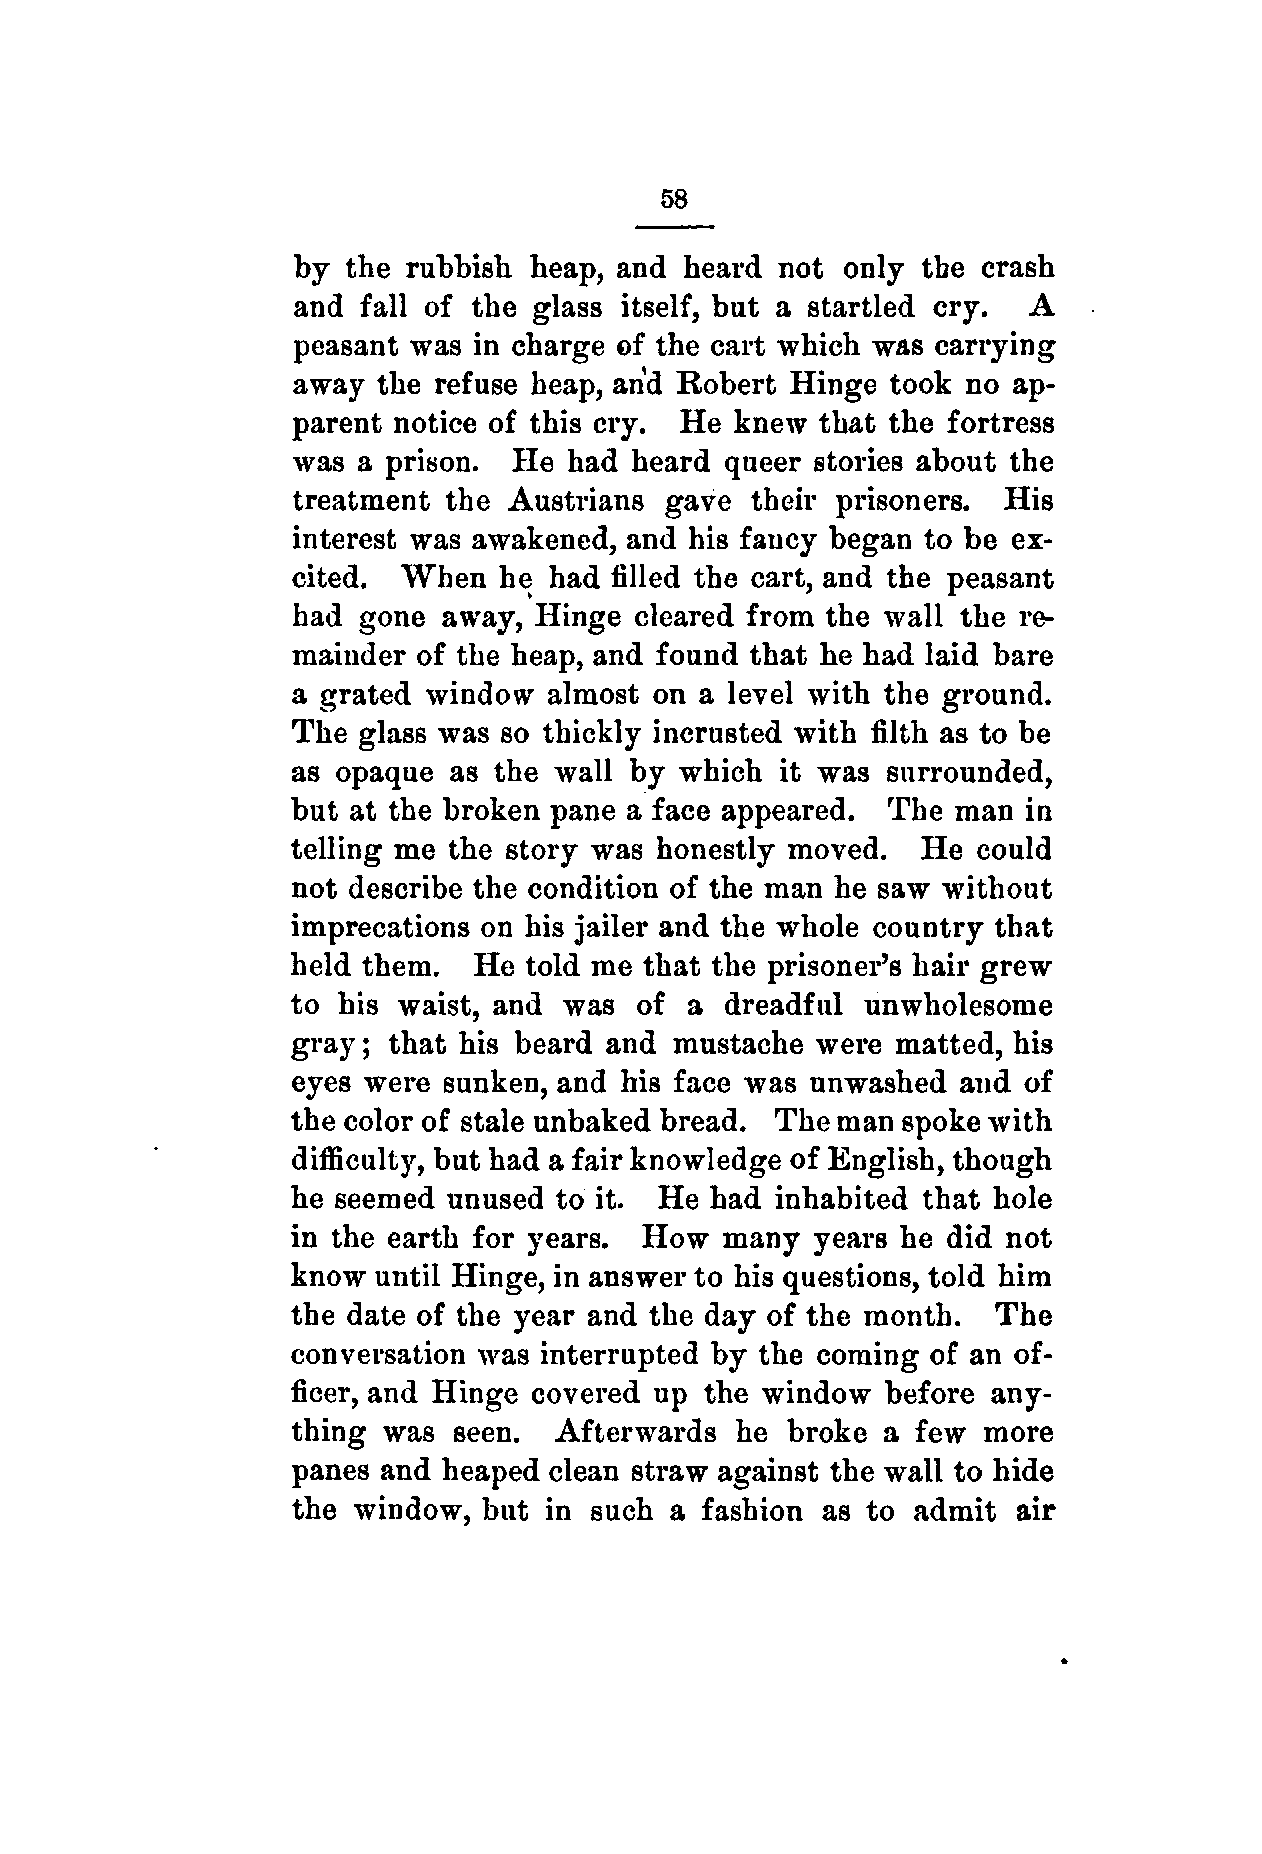 58
by the rubbish heap, and heard not only the crash
and fall of the glass itself, but a startled cry. A
peasant was in charge of the cart which was carrying
away the refuse heap, and Robert Hinge took no ap-
parent notice of this cry. He knew that the fortress
was a prison. He had heard queer stories about the
treatment the Austrians gave their prisoners. His
interest was awakened, and his fancy began to be ex-
cited. When he had filled the cart, and the peasant
had gone away, Hinge cleared from the wall the re-
mainder of the heap, and found that he had laid bare
a grated window almost on a level with the ground.
The glass was so thickly incrusted with filth as to be
as opaque as the wall by which it was surrounded,
but at the broken pane a face appeared. The man in
telling me the story was honestly moved. He could
not describe the condition of the man he saw without
imprecations on his jailer and the whole country that
held them. He told me that the prisoner's hair grew
to his waist, and was of a dreadful unwholesome
gray; that his beard and mustache were matted, his
eyes were sunken, and his face was unwashed and of
the color of stale unbaked bread. The man spoke with
difficulty, but had a fair knowledge of English, though
he seemed unused to it. He had inhabited that hole
in the earth for years. How many years he did not
know until Hinge, in answer to his questions, told him
the date of the year and the day of the month. The
conversation was interrupted by the coming of an of-
ficer, and Hinge covered up the window before any-
thing was seen. Afterwards he broke a few more
panes and heaped clean straw against the wall to hide
the window, but in such a fashion as to admit air